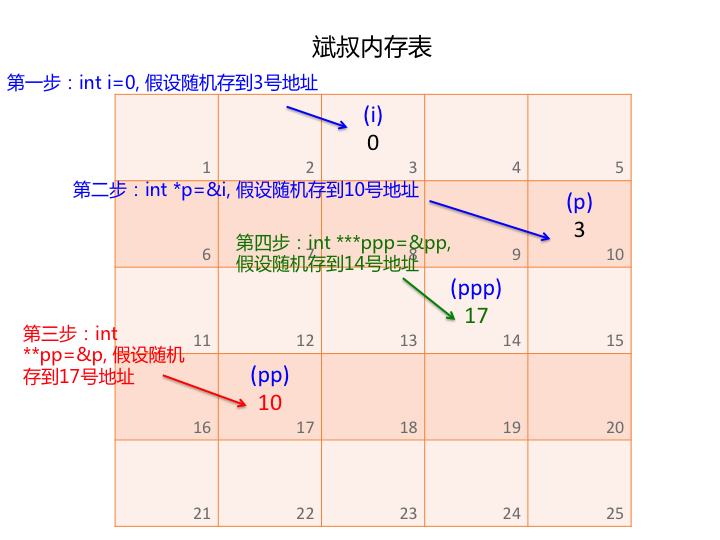 斌叔内存表
第一步：int i=0, 假设随机存到3号地址
(i)
0
1
2
3
4
5
第二步：int *p=&i, 假设随机存到10号地址
(p)
3
6
7
8
9
10
第四步：int ***ppp=&pp,
假设随机存到14号地址
(ppp)
17
11
12
13
14
15
第三步：int
**pp=&p, 假设随机
存到17号地址
(pp)
10
16
17
18
19
20
21
22
23
24
25